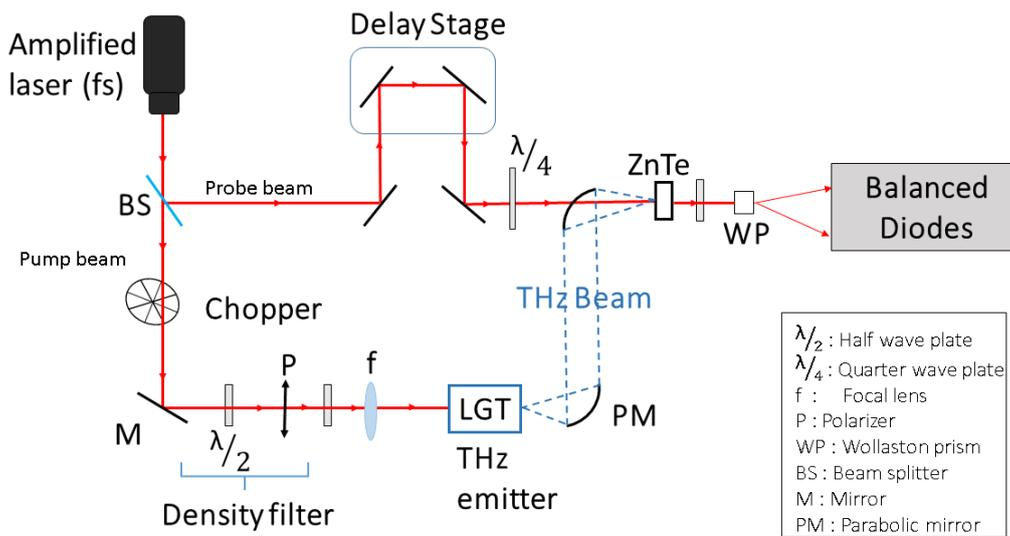 Delay Stage
Amplified
laser (fs)
λ/4
ZnTe
BS
Probe beam
WP
Balanced
Diodes
Pump beam
Chopper
THz Beam
P
f
M
λ/2
LGT
PM
THz
emitter
Density filter
λ/2 : Half wave plate
λ/4 : Quarter wave plate
f : Focal lens
P : Polarizer
WP : Wollaston prism
BS : Beam splitter
M : Mirror
PM : Parabolic mirror